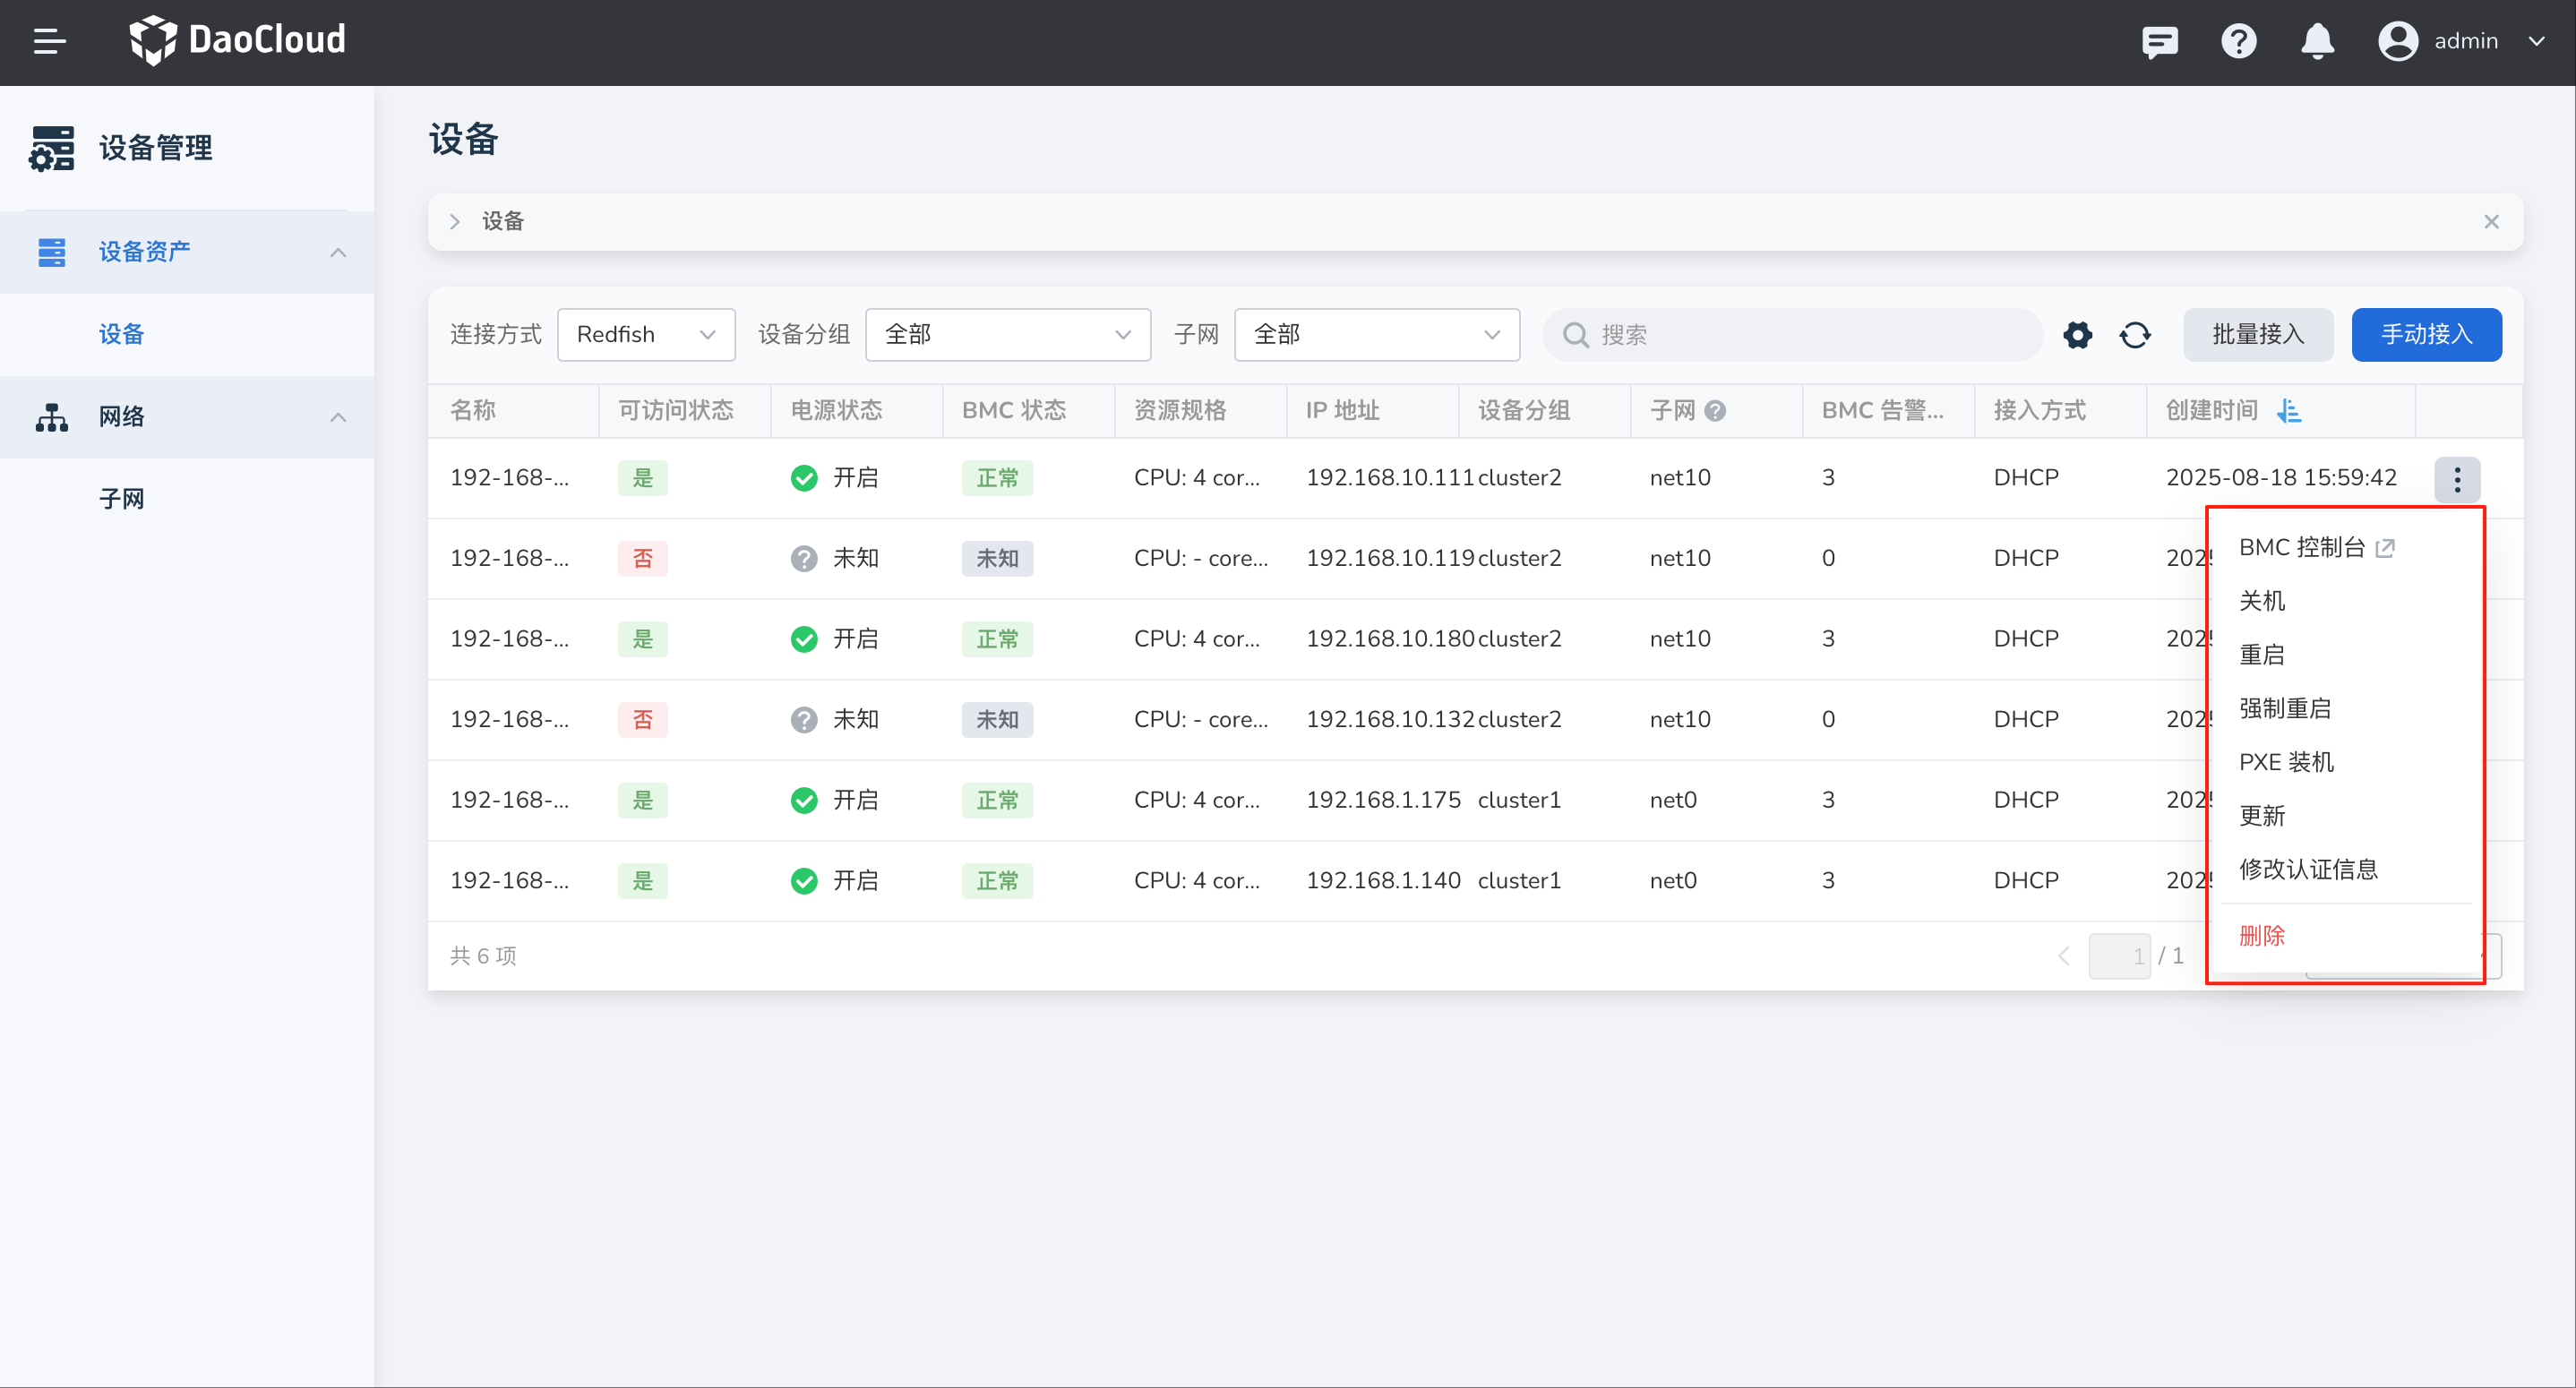 DaoCloud
admin
设备管理
设备资产
设备
网络
子网
设备
设备
连接方式 Redfish 设备分组 全部 子网 全部 搜索 批量接入 手动接入
名称 可访问状态 电源状态 BMC 状态 资源规格 IP 地址 设备分组 子网 BMC 告警... 接入方式 创建时间
192-168-... 是 开启 正常 CPU: 4 cor... 192.168.10.111 cluster2 net10 3 DHCP 2025-08-18 15:59:42
192-168-... 否 未知 未知 CPU: - core... 192.168.10.119 cluster2 net10 0 DHCP 202
192-168-... 是 开启 正常 CPU: 4 cor... 192.168.10.180 cluster2 net10 3 DHCP 202
192-168-... 否 未知 未知 CPU: - core... 192.168.10.132 cluster2 net10 0 DHCP 202
192-168-... 是 开启 正常 CPU: 4 cor... 192.168.1.175 cluster1 net0 3 DHCP 202
192-168-... 是 开启 正常 CPU: 4 cor... 192.168.1.140 cluster1 net0 3 DHCP 202
共 6 项
1 / 1
BMC 控制台
关机
重启
强制重启
PXE 装机
更新
修改认证信息
删除